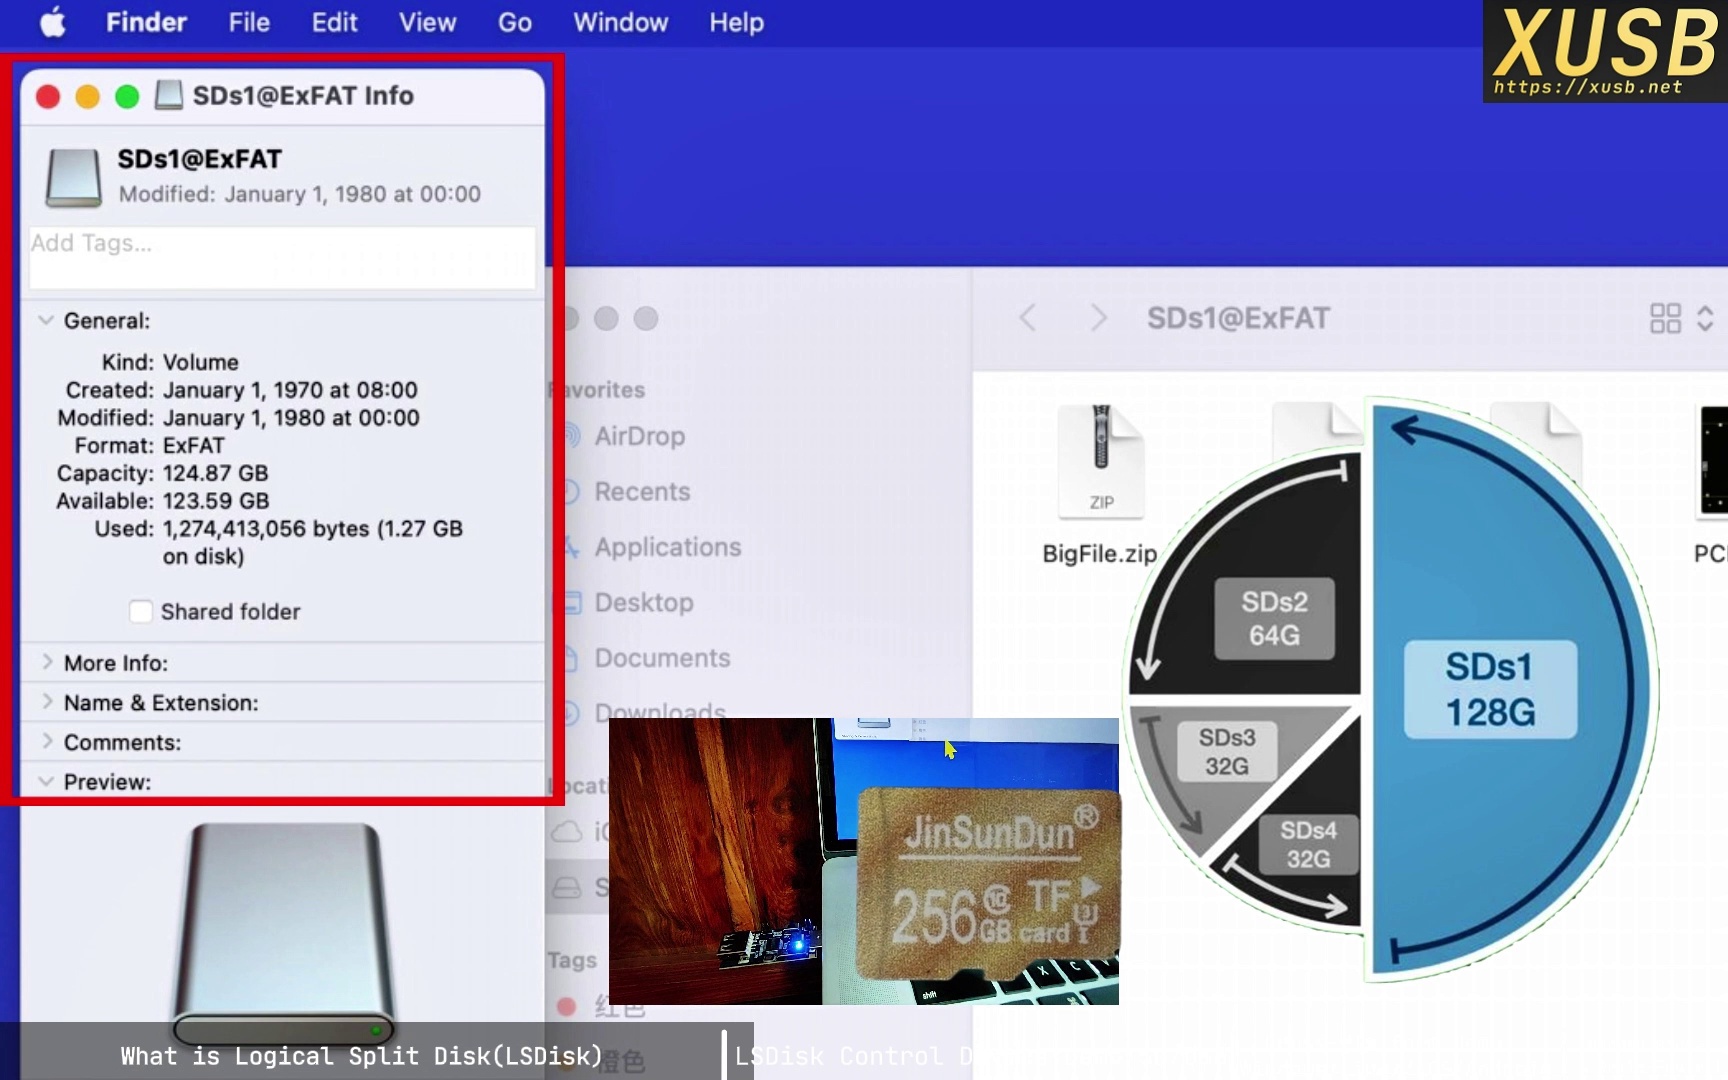 Finder File Edit View Go Window Help
XUSB
https://xusb.net
SDs1@ExFAT Info
SDs1@ExFAT
Modified: January 1, 1980 at 00:00
Add Tags...
General:
Kind: Volume
Created: January 1, 1970 at 08:00
Modified: January 1, 1980 at 00:00
Format: ExFAT
Capacity: 124.87 GB
Available: 123.59 GB
Used: 1,274,413,056 bytes (1.27 GB
on disk)
Shared folder
More Info:
Name & Extension:
Comments:
Preview:
Favorites
AirDrop
Recents
Applications
Desktop
Documents
Downloads
Tags
红色
橙色
SDs1@ExFAT
ZIP
BigFile.zip
SDs2
64G
SDs1
128G
SDs3
32G
SDs4
32G
JinSunDun®
256GB TF card
shift
X C
What is Logical Split Disk(LSDisk)
LSDisk Control D